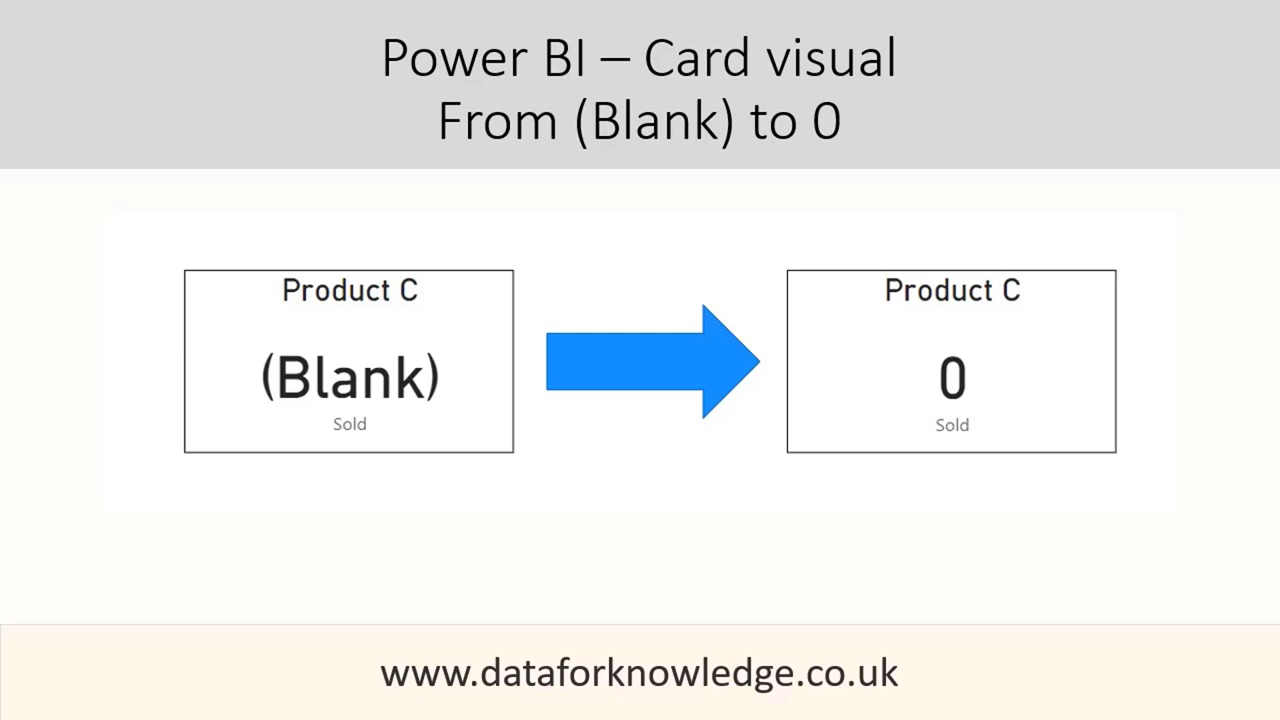 Power BI – Card visual
From (Blank) to 0
Product C
(Blank)
Sold
Product C
0
Sold
www.dataforknowledge.co.uk